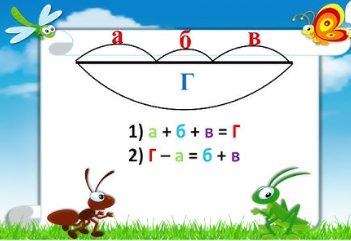 а б в
Г
1) а + б + в = Г
2) Г – а = б + в